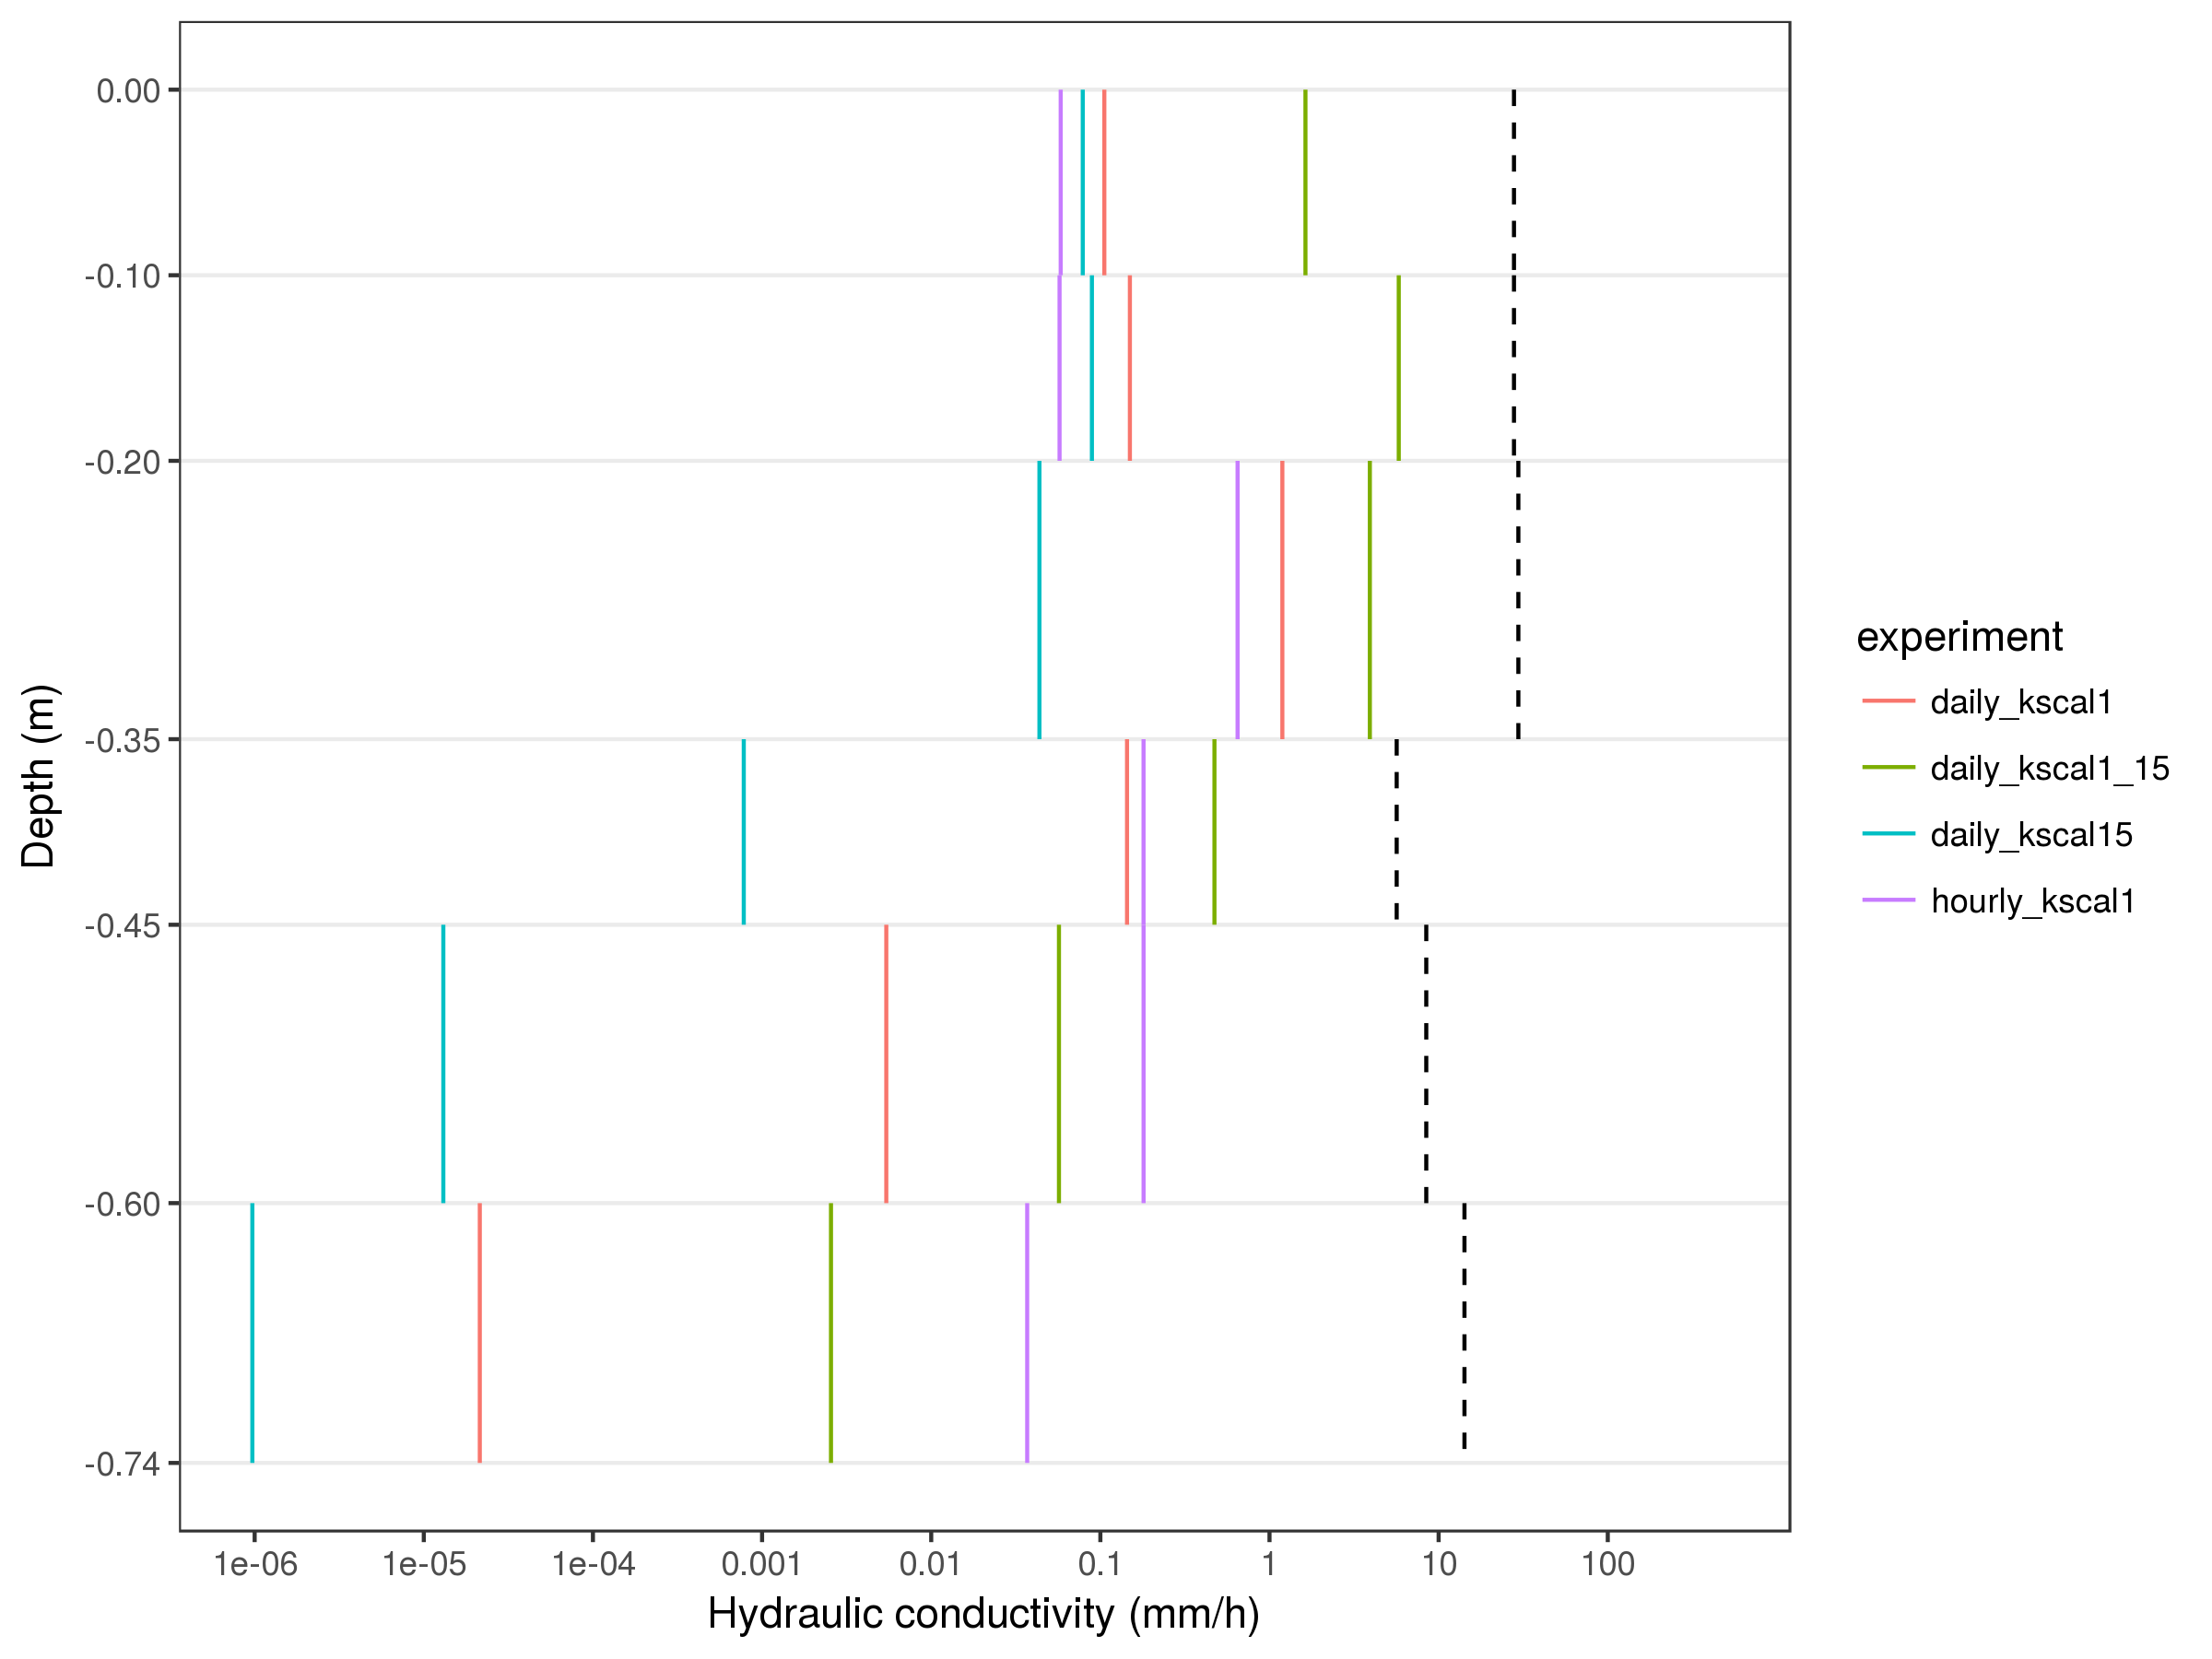 0.00
-0.10
-0.20
-0.35
-0.45
-0.60
-0.74
Depth (m)
1e-06 1e-05 1e-04 0.001 0.01 0.1 1 10 100
Hydraulic conductivity (mm/h)
experiment
daily_kscal1
daily_kscal1_15
daily_kscal15
hourly_kscal1